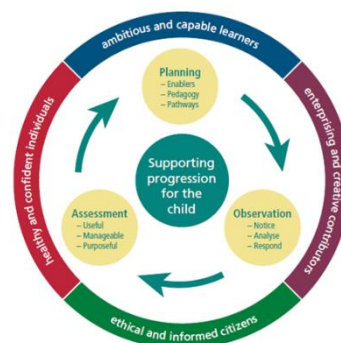 ambitious and capable learners
Planning
– Enablers
– Pedagogy
– Pathways
enterprising and creative contributors
Supporting
progression
for the
child
healthy and confident individuals
Assessment
– Useful
– Manageable
– Purposeful
Observation
– Notice
– Analyse
– Respond
ethical and informed citizens